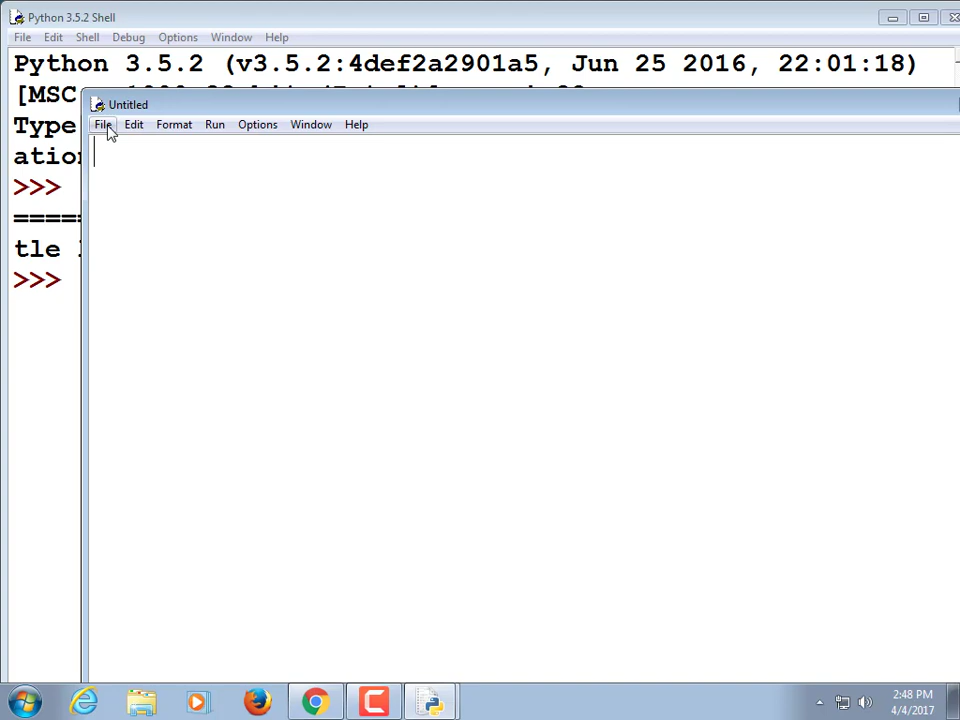 Python 3.5.2 Shell
File Edit Shell Debug Options Window Help
Python 3.5.2 (v3.5.2:4def2a2901a5, Jun 25 2016, 22:01:18)
[MSC
Untitled
Type
File Edit Format Run Options Window Help
ation
>>>
=====
tle
>>>
2:48 PM
4/4/2017